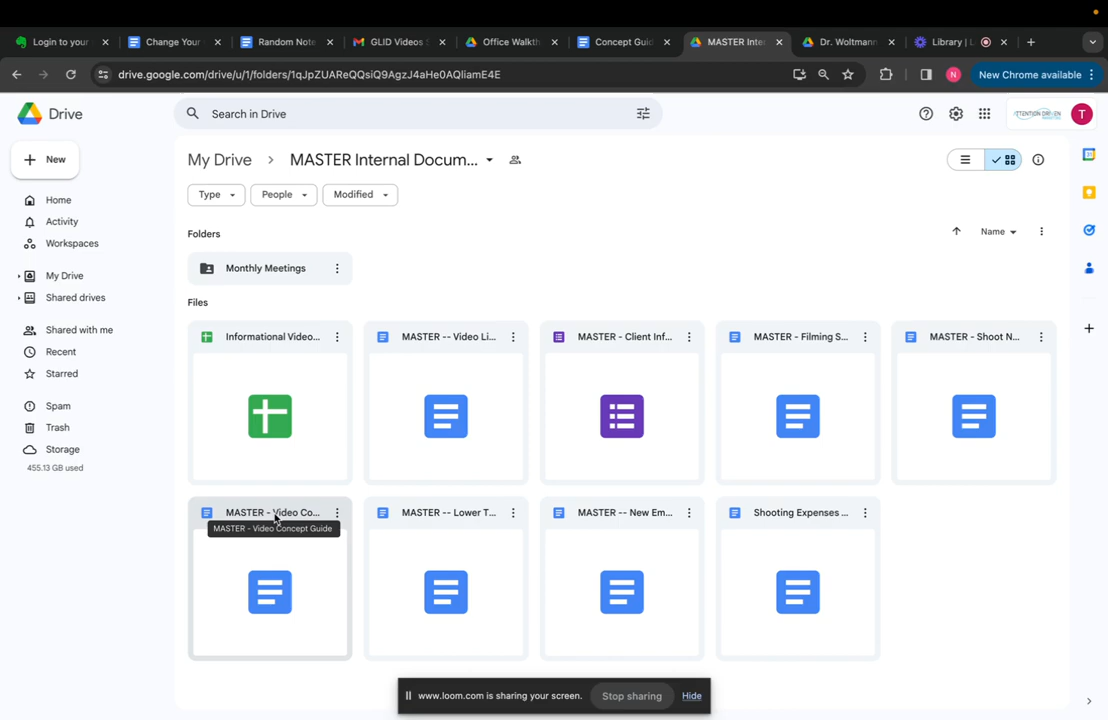 Login to your
Change Your
Random Note
GLID Videos S
Office Walkth
Concept Gui
MASTER Inter
Dr. Woltmann
Library | L
drive.google.com/drive/u/1/folders/1qJpZUAReQQsiQ9AgzJ4aHe0AQliamE4E
New Chrome available
N
Drive
Search in Drive
ATTENTION DRIVEN
T
New
My Drive
MASTER Internal Docum...
Type
People
Modified
Home
Activity
Workspaces
My Drive
Shared drives
Shared with me
Recent
Starred
Spam
Trash
Storage
455.13 GB used
Folders
Name
Monthly Meetings
Files
Informational Video...
MASTER -- Video Li...
MASTER - Client Inf...
MASTER - Filming S...
MASTER - Shoot N...
MASTER - Video Co...
MASTER -- Lower T...
MASTER -- New Em...
Shooting Expenses ...
MASTER - Video Concept Guide
www.loom.com is sharing your screen.
Stop sharing
Hide